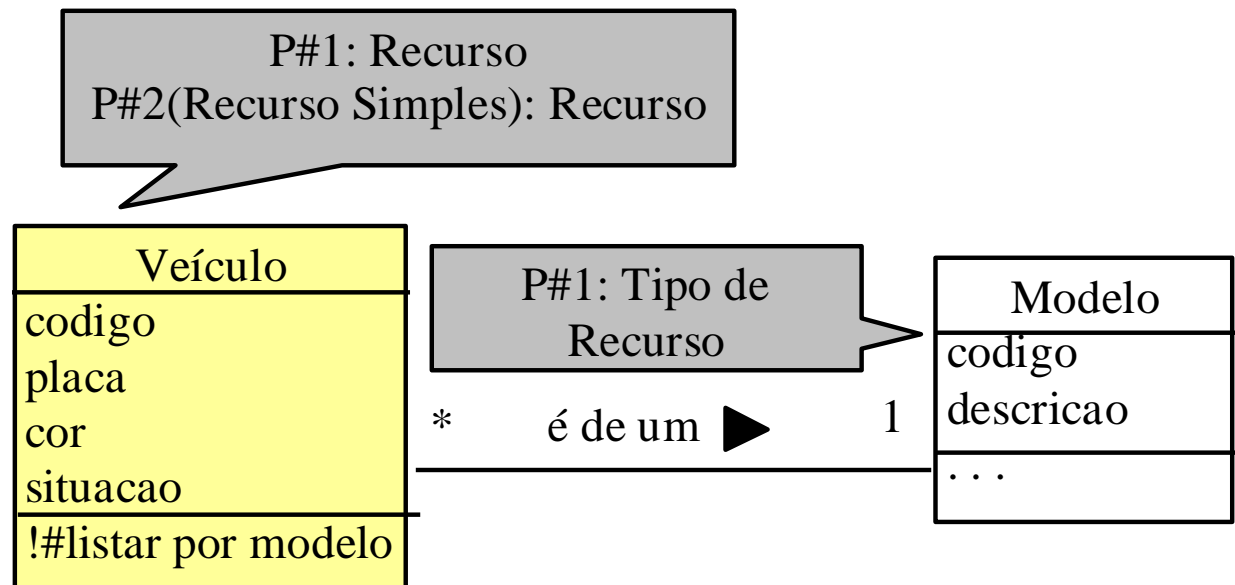 P#1: Recurso
P#2(Recurso Simples): Recurso
Veículo
codigo
placa
cor
situacao
!#listar por modelo
P#1: Tipo de
Recurso
* é de um 1
Modelo
codigo
descricao
. . .